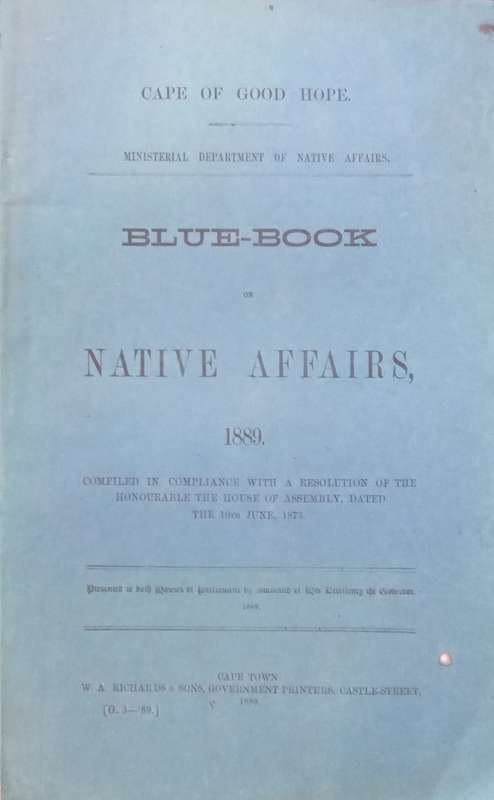 CAPE OF GOOD HOPE.
MINISTERIAL DEPARTMENT OF NATIVE AFFAIRS.
BLUE-BOOK
ON
NATIVE AFFAIRS,
1889.
COMPILED IN COMPLIANCE WITH A RESOLUTION OF THE
HONOURABLE THE HOUSE OF ASSEMBLY, DATED
THE 10TH JUNE, 1873.
Presented to both Houses of Parliament by command of His Excellency the Governor.
1889.
CAPE TOWN
W. A. RICHARDS & SONS, GOVERNMENT PRINTERS, CASTLE-STREET,
1889.
[G. 3—'89.]